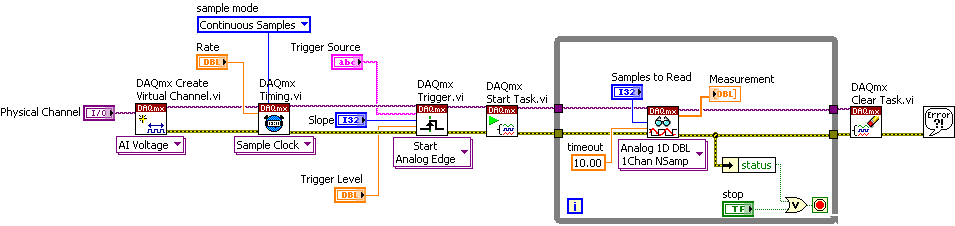 sample mode
Continuous Samples
Rate
DBL
Trigger Source
abc
DAQmx Create
Virtual Channel.vi
DAQmx
Timing.vi
DAQmx
Trigger.vi
DAQmx
Start Task.vi
Samples to Read
I32
Measurement
DBL
DAQmx
Clear Task.vi
Physical Channel
I/O
DAQmx
DAQmx
DAQmx
DAQmx
DAQmx
DAQmx
Error
?!
Slope
I32
AI Voltage
Sample Clock
Start
Analog Edge
timeout
10.00
Analog 1D DBL
1Chan NSamp
status
Trigger Level
DBL
stop
TF
V
i